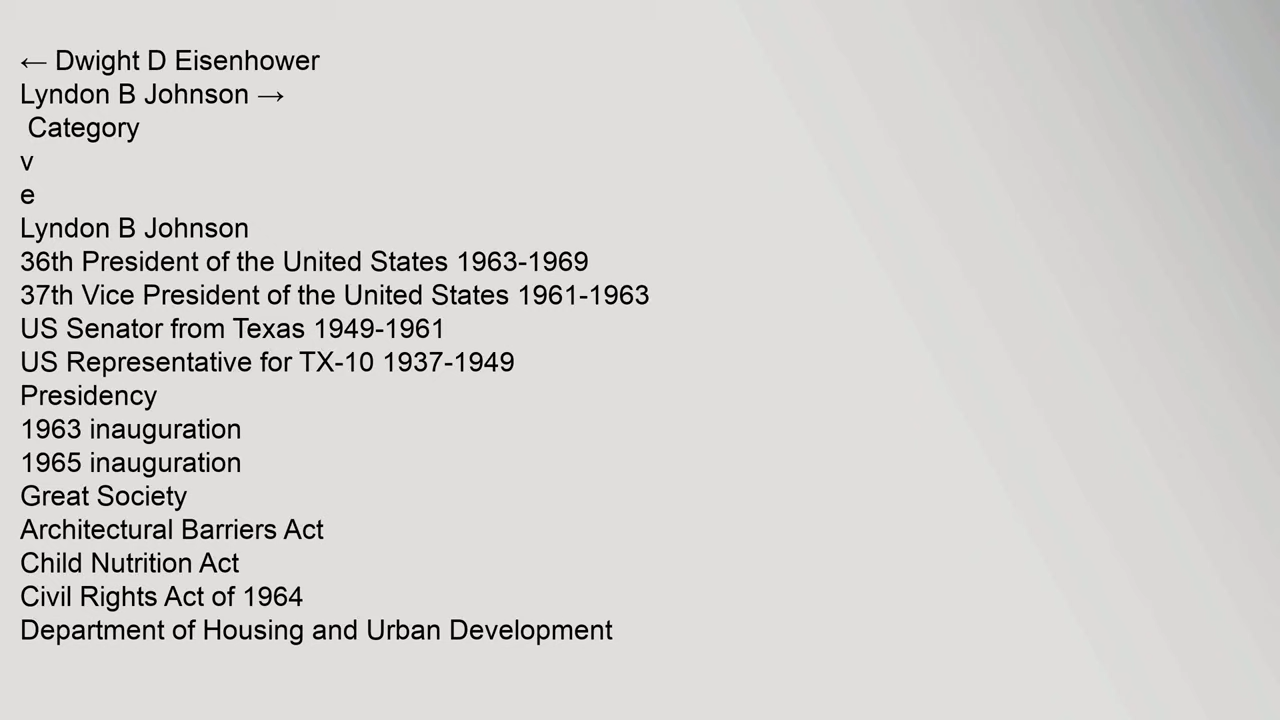 ← Dwight D Eisenhower
Lyndon B Johnson →
Category
v
e
Lyndon B Johnson
36th President of the United States 1963-1969
37th Vice President of the United States 1961-1963
US Senator from Texas 1949-1961
US Representative for TX-10 1937-1949
Presidency
1963 inauguration
1965 inauguration
Great Society
Architectural Barriers Act
Child Nutrition Act
Civil Rights Act of 1964
Department of Housing and Urban Development